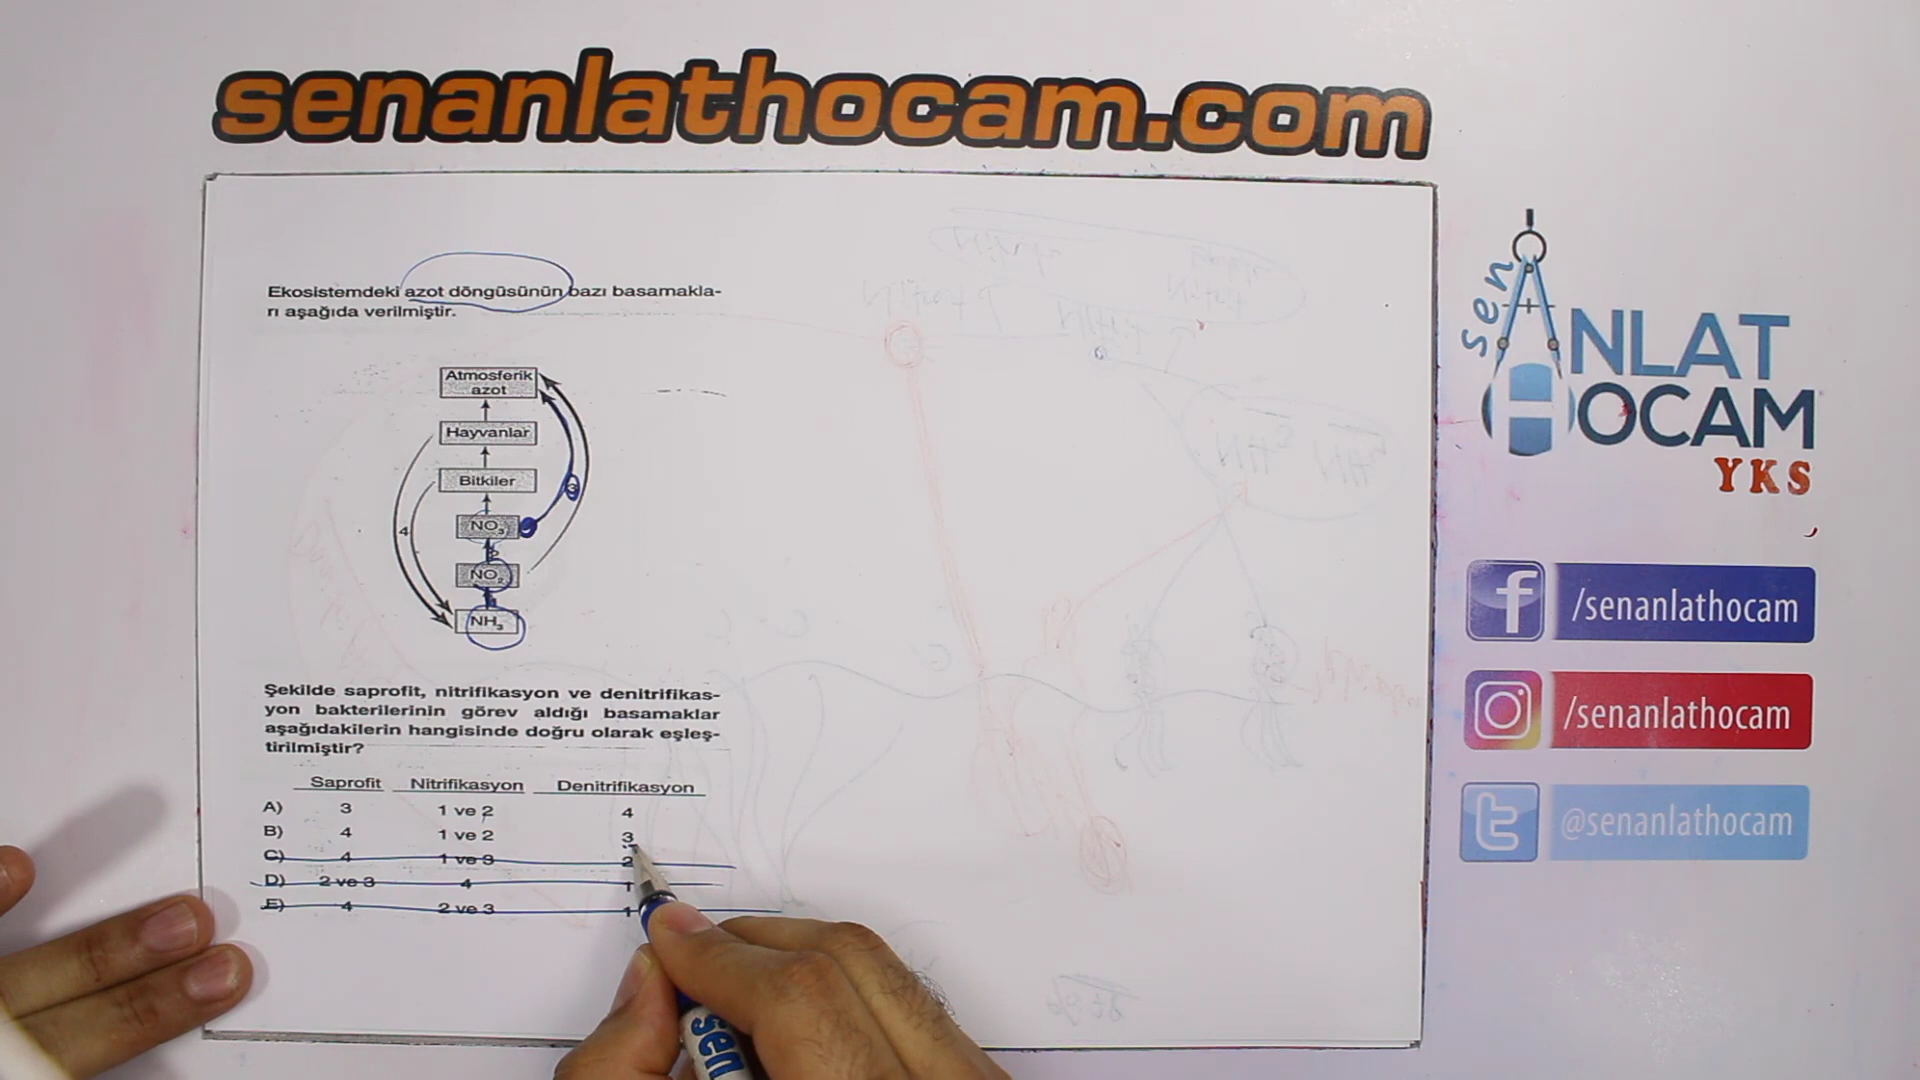 senanlathocam.com
Ekosistemdeki azot döngüsünün bazı basamakla-
rı aşağıda verilmiştir.
Atmosferik
azot
Hayvanlar
Bitkiler
3
NO3
4
2
NO2
1
NH3
Şekilde saprofit, nitrifikasyon ve denitrifikas-
yon bakterilerinin görev aldığı basamaklar
aşağıdakilerin hangisinde doğru olarak eşleş-
tirilmiştir?
Saprofit Nitrifikasyon Denitrifikasyon
A) 3 1 ve 2 4
B) 4 1 ve 2 3
C) 4 1 ve 3 2
D) 2 ve 3 4 1
E) 4 2 ve 3 1
sen
ANLAT
HOCAM
YKS
f /senanlathocam
/senanlathocam
t @senanlathocam
sen